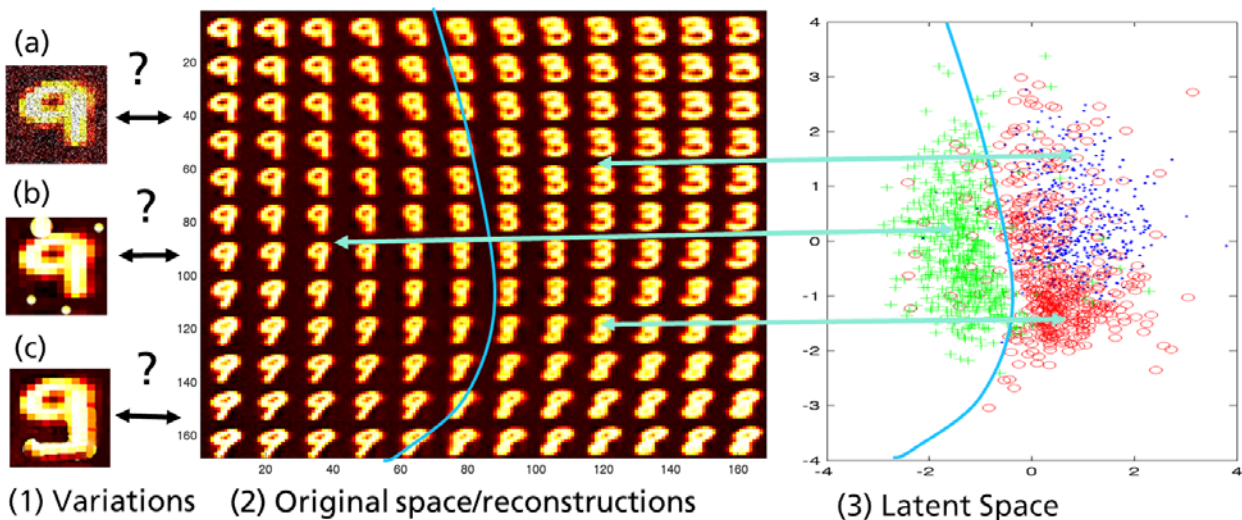 (a)
?
(b)
?
(c)
?
(1) Variations
20
40
60
80
100
120
140
160
20 40 60 80 100 120 140 160
(2) Original space/reconstructions
4
3
2
1
0
-1
-2
-3
-4
-4 -2 0 2 4
(3) Latent Space